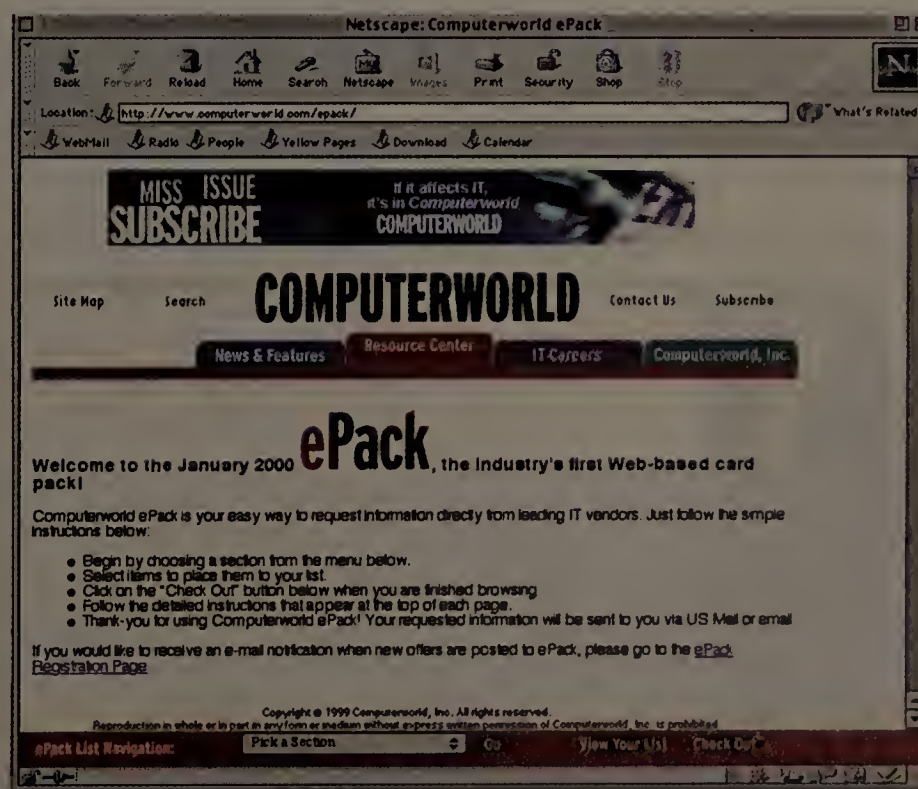 Netscape: Computerworld ePack
Back Forward Reload Home Search Netscape Images Print Security Shop Stop
Location: http://www.computerworld.com/epack/ What's Related
WebMail Radio People Yellow Pages Download Calendar
MISS ISSUE
SUBSCRIBE
If it affects IT,
it's in Computerworld
COMPUTERWORLD
Site Map Search COMPUTERWORLD Contact Us Subscribe
News & Features Resource Center IT Careers Computerworld, Inc.
Welcome to the January 2000 ePack, the Industry's first Web-based card
pack!
Computerworld ePack is your easy way to request information directly from leading IT vendors. Just follow the simple
instructions below:
Begin by choosing a section from the menu below.
Select items to place them to your list.
Click on the "Check Out" button below when you are finished browsing
Follow the detailed instructions that appear at the top of each page.
Thank-you for using Computerworld ePack! Your requested information will be sent to you via US Mail or email
If you would like to receive an e-mail notification when new offers are posted to ePack, please go to the ePack
Registration Page
Copyright © 1999 Computerworld, Inc. All rights reserved.
Reproduction in whole or in part in any form or medium without express written permission of Computerworld, Inc. is prohibited
ePack List Navigation: Pick a Section Go View Your List Check Out